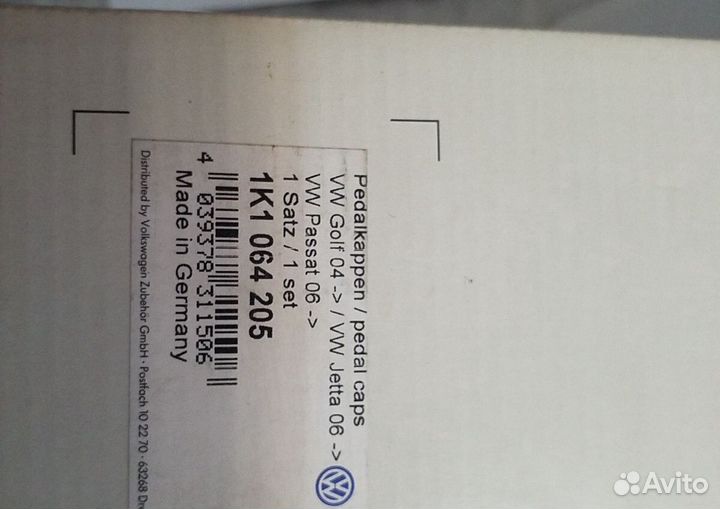 Pedalkappen / pedal caps
VW Golf 04 -> / VW Jetta 06 ->
VW Passat 06 ->
1 Satz / 1 set
1K1 064 205
4 039378 311506
Made in Germany
Distributed by Volkswagen Zubehör GmbH · Postfach 10 22 70 · 63268
VW
Avito